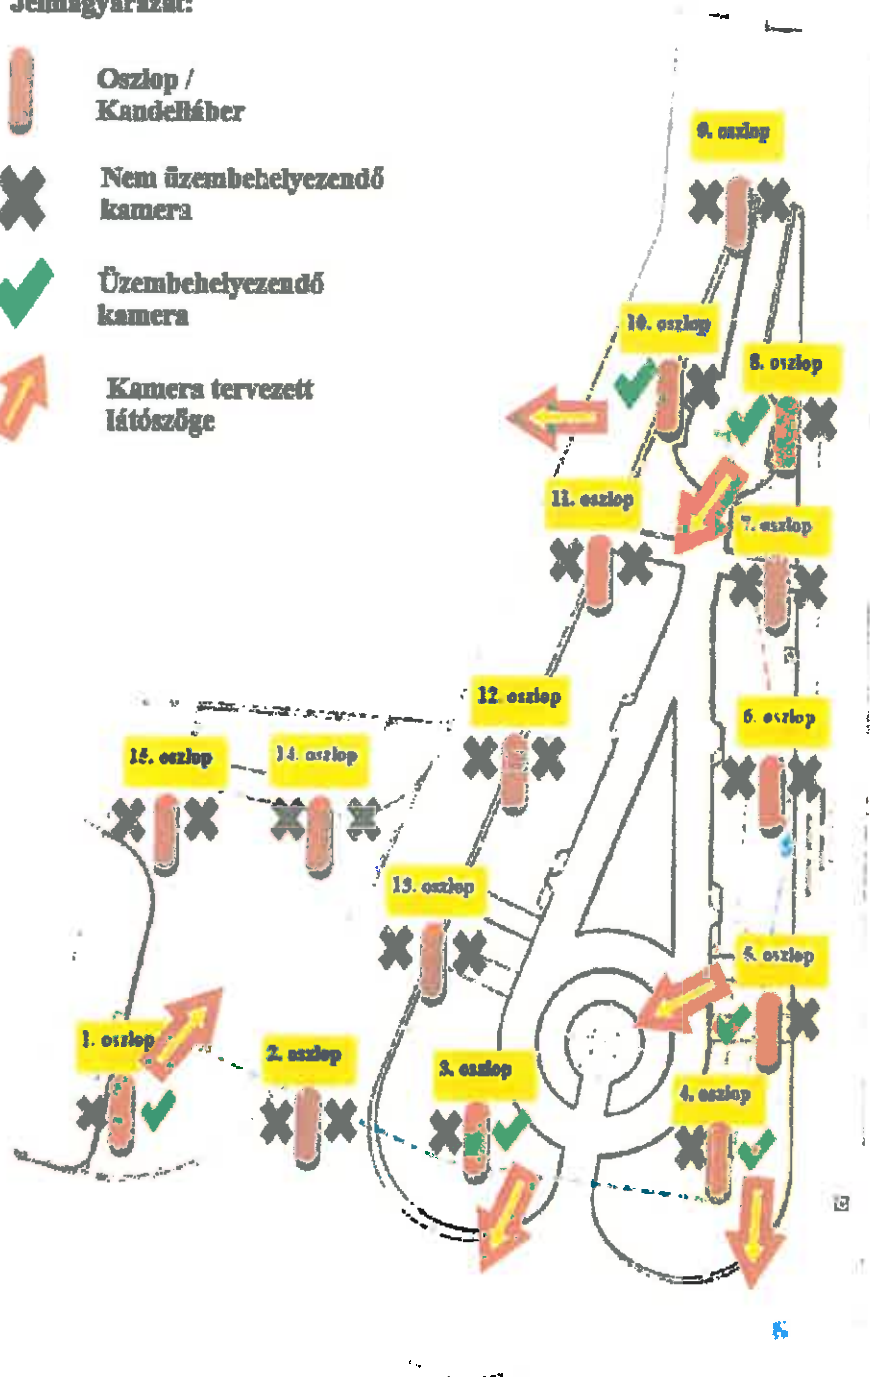 Jelmagyarázat:
Oszlop /
Kandelláber
Nem üzembehelyezendő
kamera
Üzembehelyezendő
kamera
Kamera tervezett
látószöge
9. oszlop
10. oszlop
8. oszlop
11. oszlop
7. oszlop
12. oszlop
6. oszlop
15. oszlop
14. oszlop
13. oszlop
5. oszlop
1. oszlop
2. oszlop
3. oszlop
4. oszlop